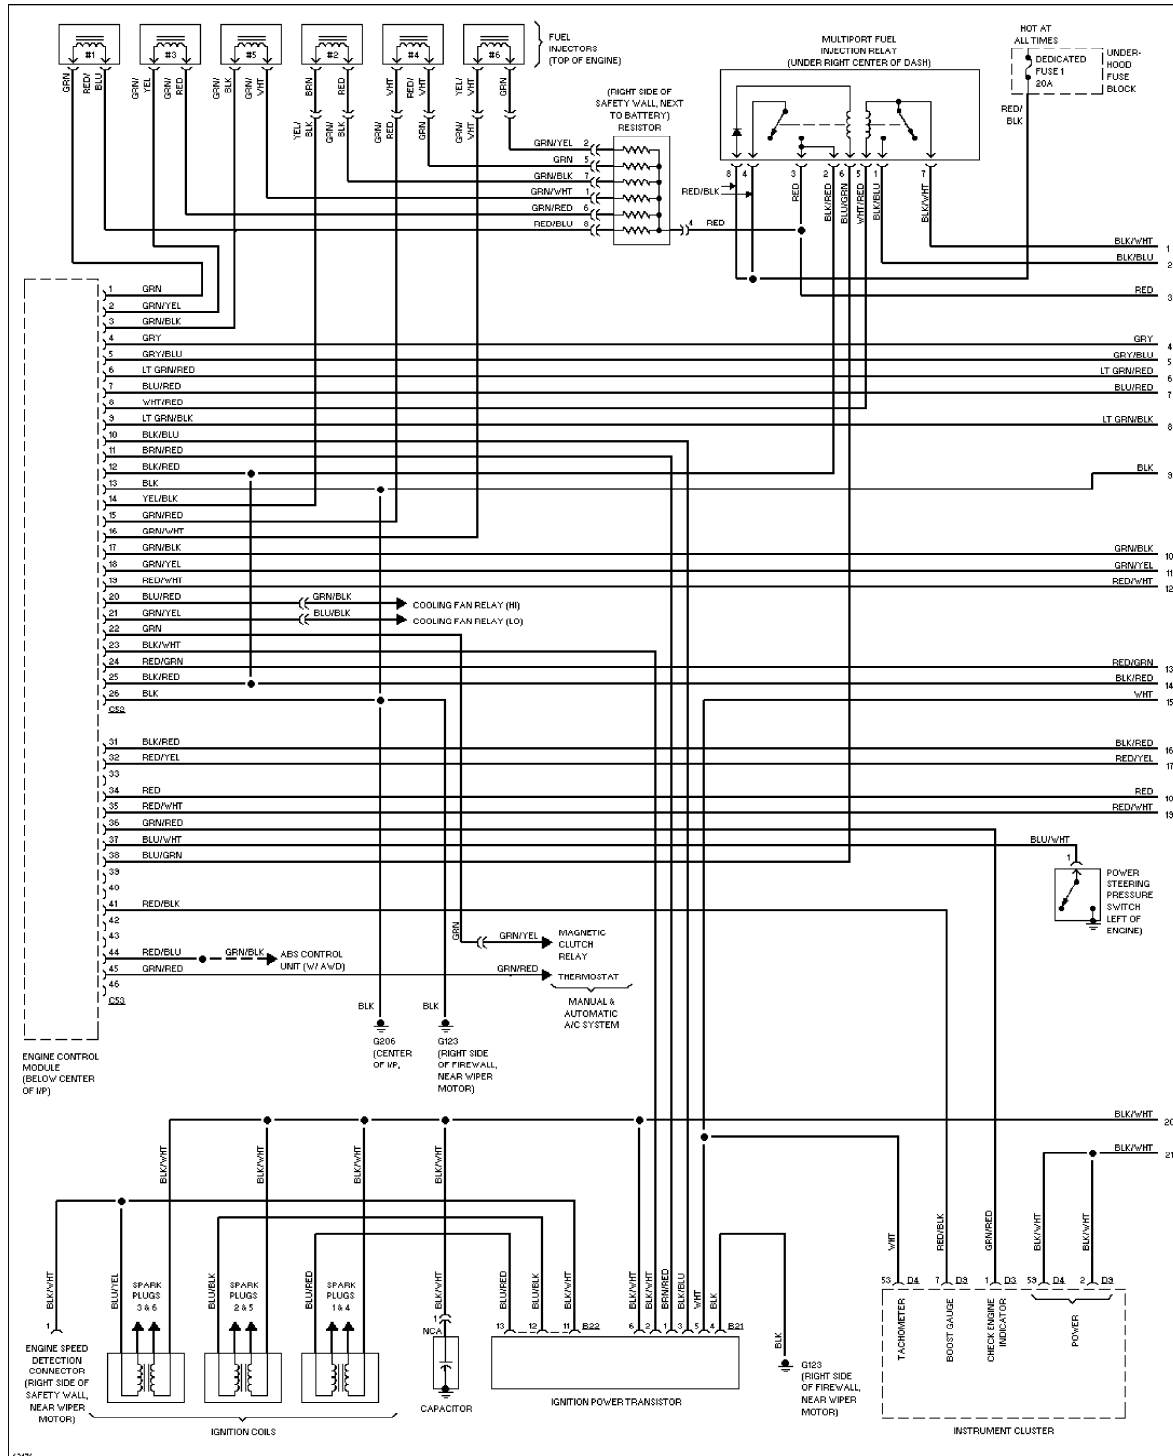 #1
#3
#5
#2
#4
#6
FUEL
INJECTORS
(TOP OF ENGINE)
GRN
RED/
BLU
GRN/
YEL
GRN/
RED
GRN/
BLK
GRN/
WHT
BRN
RED
WHT
RED/
WHT
YEL/
WHT
GRN
YEL/
BLK
GRN/
BLK
GRN/
RED
GRN
GRN/
WHT
(RIGHT SIDE OF
SAFETY WALL, NEXT
TO BATTERY)
RESISTOR
GRN/YEL 2
GRN 5
GRN/BLK 7
GRN/WHT 1
GRN/RED 6
RED/BLU 8
4 RED
MULTIPORT FUEL
INJECTION RELAY
(UNDER RIGHT CENTER OF DASH)
8 4 3 2 6 5 1 7
RED/BLK
RED
BLK/RED
BLU/GRN
WHT/RED
BLK/BLU
BLK/WHT
HOT AT
ALL TIMES
DEDICATED
FUSE 1
20A
UNDER-
HOOD
FUSE
BLOCK
RED/
BLK
BLK/WHT 1
BLK/BLU 2
RED 3
GRY 4
GRY/BLU 5
LT GRN/RED 6
BLU/RED 7
LT GRN/BLK 8
BLK 9
GRN/BLK 10
GRN/YEL 11
RED/WHT 12
RED/GRN 13
BLK/RED 14
WHT 15
BLK/RED 16
RED/YEL 17
RED
RED/WHT 19
1 GRN
2 GRN/YEL
3 GRN/BLK
4 GRY
5 GRY/BLU
6 LT GRN/RED
7 BLU/RED
8 WHT/RED
9 LT GRN/BLK
10 BLK/BLU
11 BRN/RED
12 BLK/RED
13 BLK
14 YEL/BLK
15 GRN/RED
16 GRN/WHT
17 GRN/BLK
18 GRN/YEL
19 RED/WHT
20 BLU/RED
21 GRN/YEL
22 GRN
23 BLK/WHT
24 RED/GRN
25 BLK/RED
26 BLK
C52
31 BLK/RED
32 RED/YEL
33
34 RED
35 RED/WHT
36 GRN/RED
37 BLU/WHT
38 BLU/GRN
39
40
41 RED/BLK
42
43
44 RED/BLU
45 GRN/RED
46
C53
GRN/BLK COOLING FAN RELAY (HI)
BLU/BLK COOLING FAN RELAY (LO)
GRN/BLK ABS CONTROL
UNIT (W/ AWD)
GRN
GRN/YEL MAGNETIC
CLUTCH
RELAY
GRN/RED THERMOSTAT
MANUAL &
AUTOMATIC
A/C SYSTEM
BLU/WHT
1
POWER
STEERING
PRESSURE
SWITCH
LEFT OF
ENGINE)
ENGINE CONTROL
MODULE
(BELOW CENTER
OF I/P)
BLK
G206
(CENTER
OF I/P,
BLK
G123
(RIGHT SIDE
OF FIREWALL,
NEAR WIPER
MOTOR)
BLK/WHT 20
BLK/WHT 21
BLK/WHT
BLU/YEL
BLK/WHT
BLU/BLK
BLK/WHT
BLU/RED
BLK/WHT
BLK/WHT
BLU/RED
BLU/BLK
BLK/WHT
BLK/WHT
BLK/WHT
BRN/RED
BLK/BLU
WHT
BLK
BLK
WHT
RED/BLK
GRN/RED
BLK/WHT
BLK/WHT
1
ENGINE SPEED
DETECTION
CONNECTOR
(RIGHT SIDE OF
SAFETY WALL,
NEAR WIPER
MOTOR)
SPARK
PLUGS
3 & 6
SPARK
PLUGS
2 & 5
SPARK
PLUGS
1 & 4
IGNITION COILS
1
NCA
CAPACITOR
13 12 11 B22
6 2 1 3 5 4 B21
IGNITION POWER TRANSISTOR
G123
(RIGHT SIDE
OF FIREWALL,
NEAR WIPER
MOTOR)
53 D4
7 D3
1 D3
59 D4
2 D3
TACHOMETER
BOOST GAUGE
CHECK ENGINE
INDICATOR
POWER
INSTRUMENT CLUSTER